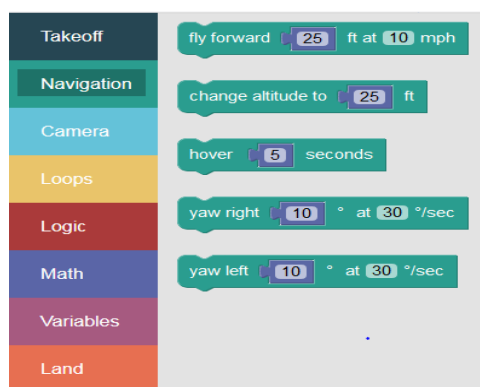 Takeoff
Navigation
Camera
Loops
Logic
Math
Variables
Land
fly forward 25 ft at 10 mph
change altitude to 25 ft
hover 5 seconds
yaw right 10 ° at 30 °/sec
yaw left 10 ° at 30 °/sec